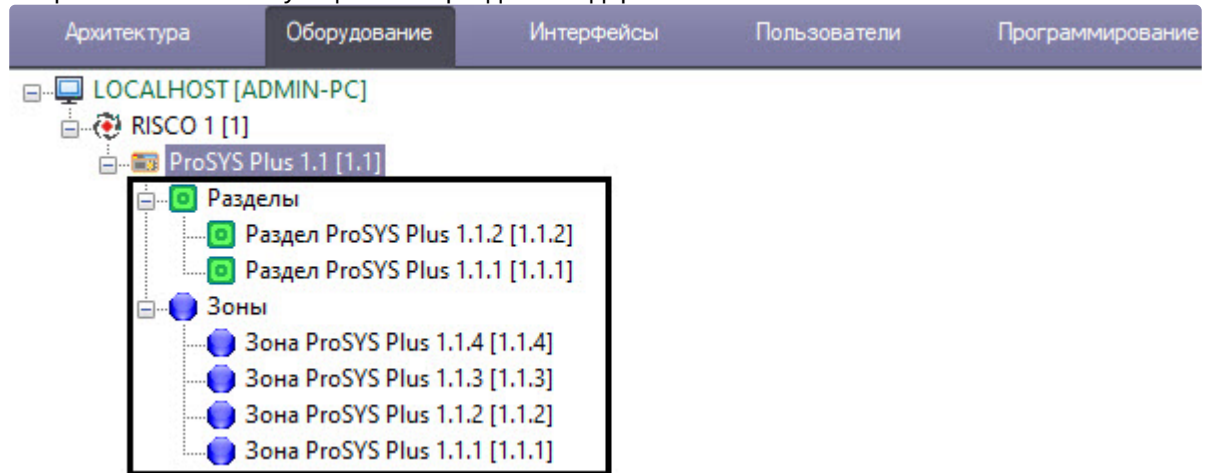 Архитектура Оборудование Интерфейсы Пользователи Программирование
LOCALHOST [ADMIN-PC]
RISCO 1 [1]
ProSYS Plus 1.1 [1.1]
Разделы
Раздел ProSYS Plus 1.1.2 [1.1.2]
Раздел ProSYS Plus 1.1.1 [1.1.1]
Зоны
Зона ProSYS Plus 1.1.4 [1.1.4]
Зона ProSYS Plus 1.1.3 [1.1.3]
Зона ProSYS Plus 1.1.2 [1.1.2]
Зона ProSYS Plus 1.1.1 [1.1.1]